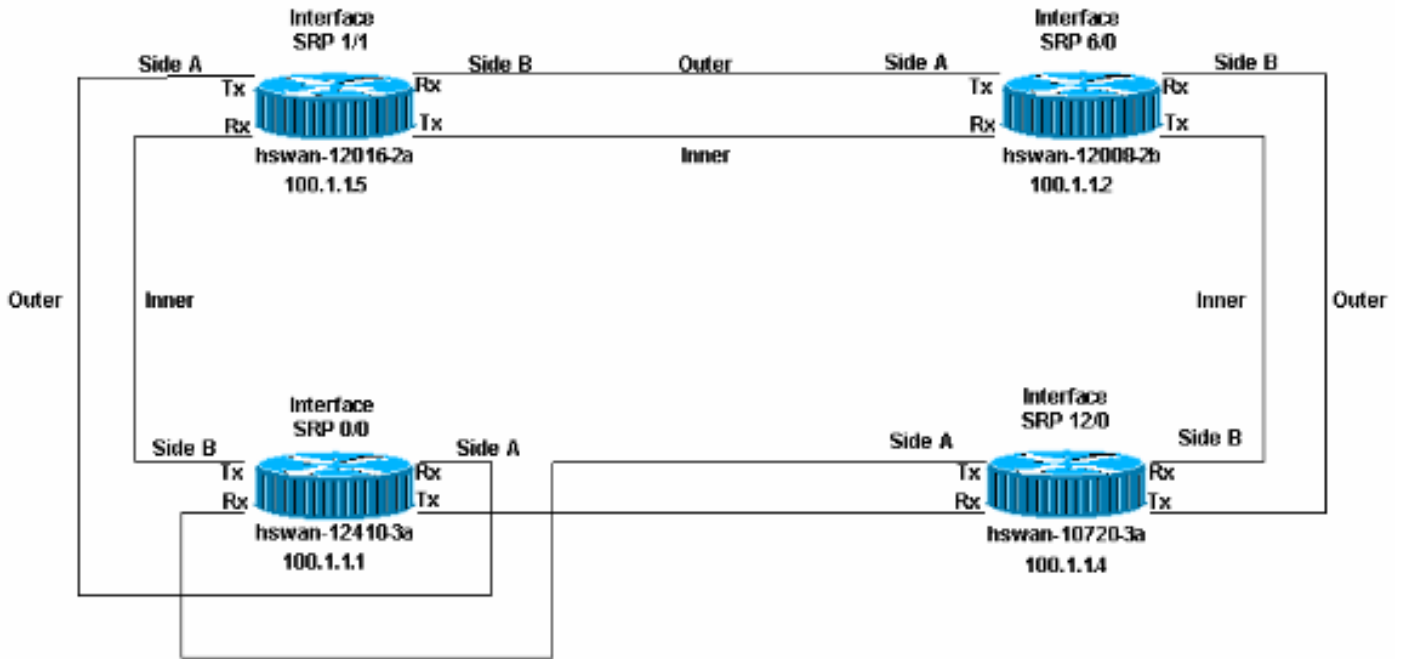 Interface
SRP 1/1
Interface
SRP 6/0
Side A
Side B
Outer
Side A
Side B
Tx
Rx
Tx
Rx
Rx
Tx
Rx
Tx
hswan-12016-2a
Inner
hswan-12008-2b
100.1.1.5
100.1.1.2
Outer
Inner
Inner
Outer
Interface
SRP 0/0
Interface
SRP 12/0
Side B
Side A
Side A
Side B
Tx
Rx
Tx
Rx
Rx
Tx
Rx
Tx
hswan-12410-3a
hswan-10720-3a
100.1.1.1
100.1.1.4